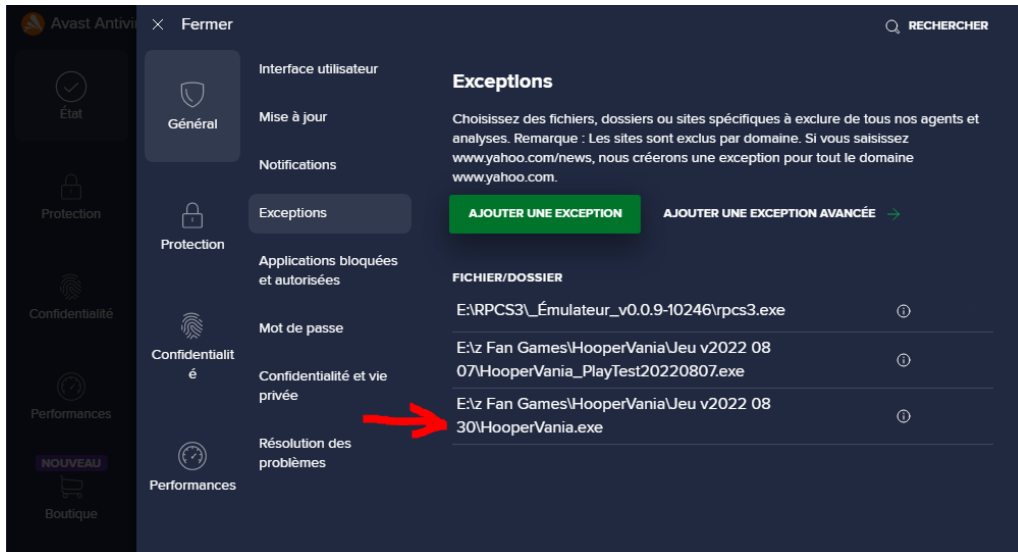 Avast Antivi
Fermer
RECHERCHER
État
Protection
Confidentialité
Performances
NOUVEAU
Boutique
Général
Protection
Confidentialit
é
Performances
Interface utilisateur
Mise à jour
Notifications
Exceptions
Applications bloquées
et autorisées
Mot de passe
Confidentialité et vie
privée
Résolution des
problèmes
Exceptions
Choisissez des fichiers, dossiers ou sites spécifiques à exclure de tous nos agents et
analyses. Remarque : Les sites sont exclus par domaine. Si vous saisissez
www.yahoo.com/news, nous créerons une exception pour tout le domaine
www.yahoo.com.
AJOUTER UNE EXCEPTION
AJOUTER UNE EXCEPTION AVANCÉE
FICHIER/DOSSIER
E:\RPCS3\_Émulateur_v0.0.9-10246\rpcs3.exe
E:\z Fan Games\HooperVania\Jeu v2022 08
07\HooperVania_PlayTest20220807.exe
E:\z Fan Games\HooperVania\Jeu v2022 08
30\HooperVania.exe